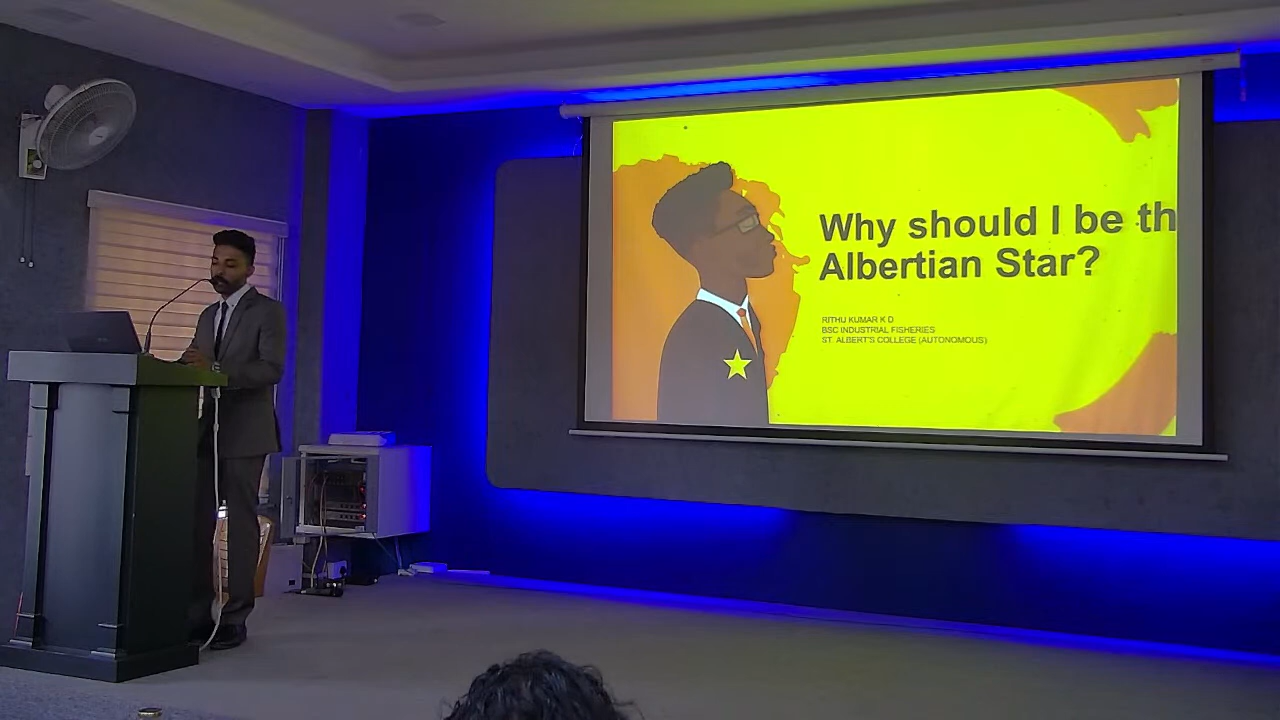 Why should I be th
Albertian Star?
RITHU KUMAR K D
BSC INDUSTRIAL FISHERIES
ST. ALBERT'S COLLEGE (AUTONOMOUS)